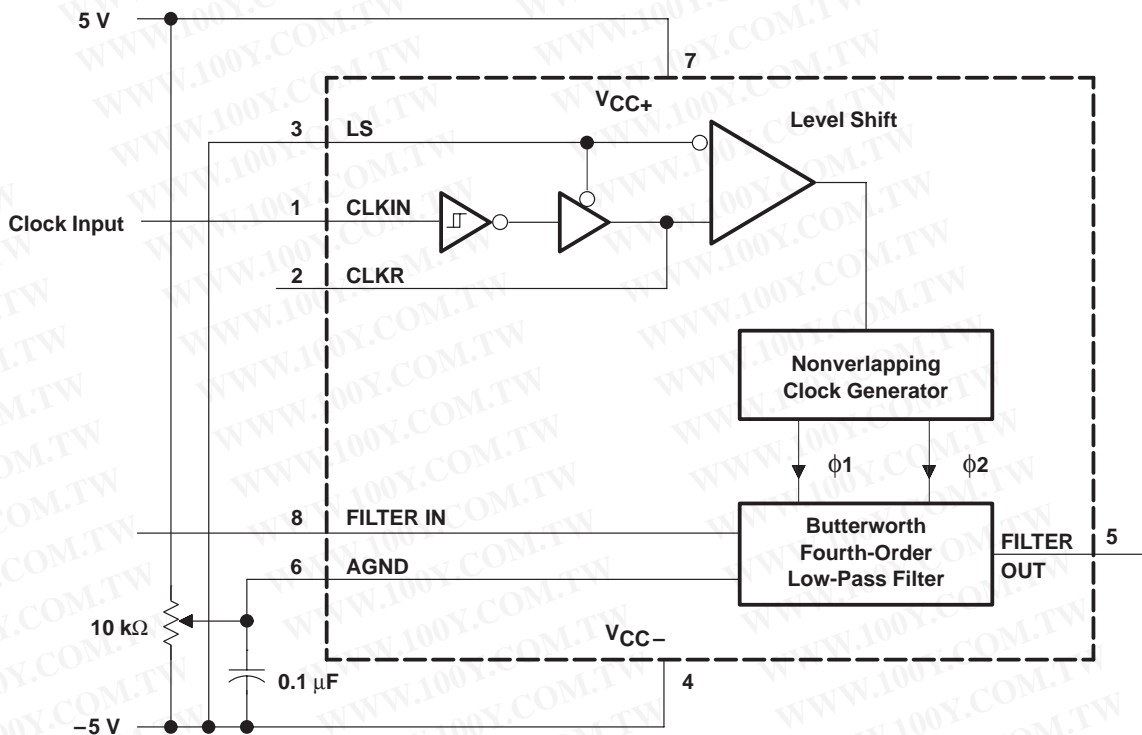 5 V
7
VCC+
Level Shift
3 LS
1 CLKIN
Clock Input
2 CLKR
Nonverlapping
Clock Generator
ϕ1 ϕ2
8 FILTER IN
Butterworth
Fourth-Order
Low-Pass Filter
FILTER
OUT
5
6 AGND
10 kΩ
VCC–
0.1 μF
4
–5 V
WWW.100Y.COM.TW